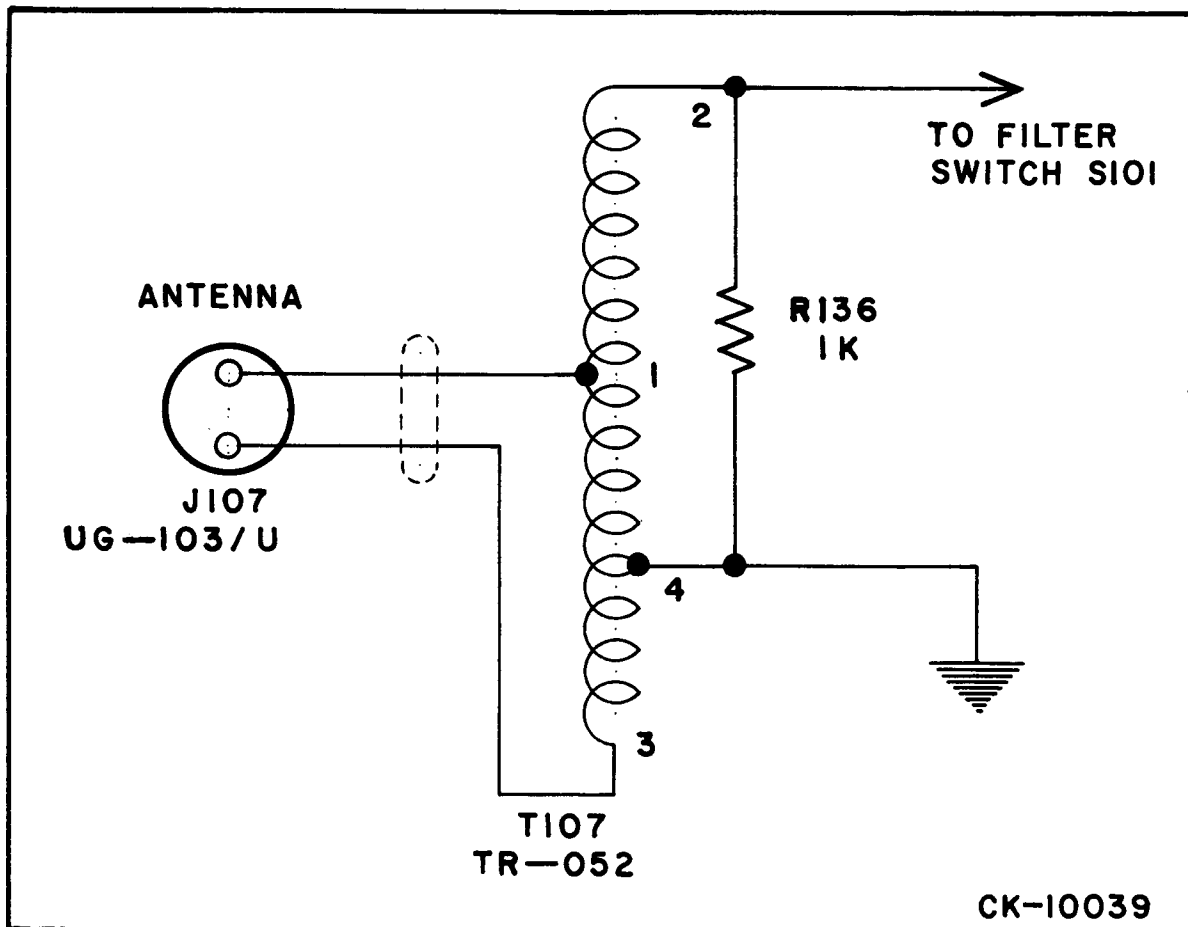 2
TO FILTER
SWITCH S101
ANTENNA
R136
1K
1
J107
UG—103/U
4
3
T107
TR—052
CK-10039